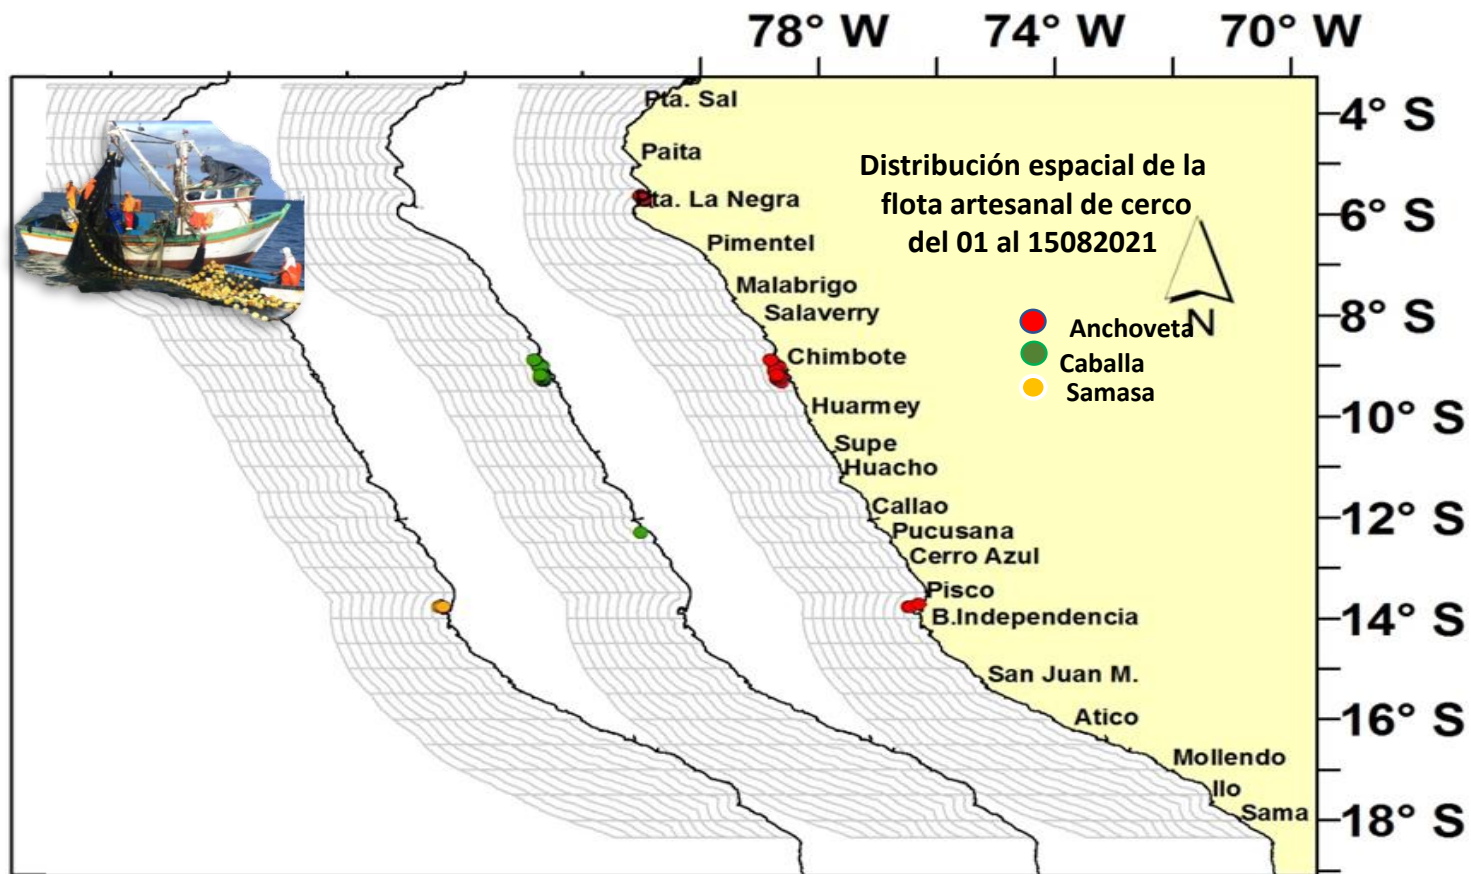 78° W 74° W 70° W
Pta. Sal
4° S
Paita
Distribución espacial de la
flota artesanal de cerco
del 01 al 15082021
Pta. La Negra
6° S
Pimentel
Malabrigo
Salaverry
8° S
N
Anchoveta
Caballa
Samasa
Chimbote
Huarmey
10° S
Supe
Huacho
Callao
12° S
Pucusana
Cerro Azul
Pisco
B.Independencia
14° S
San Juan M.
Atico
16° S
Mollendo
Ilo
Sama
18° S